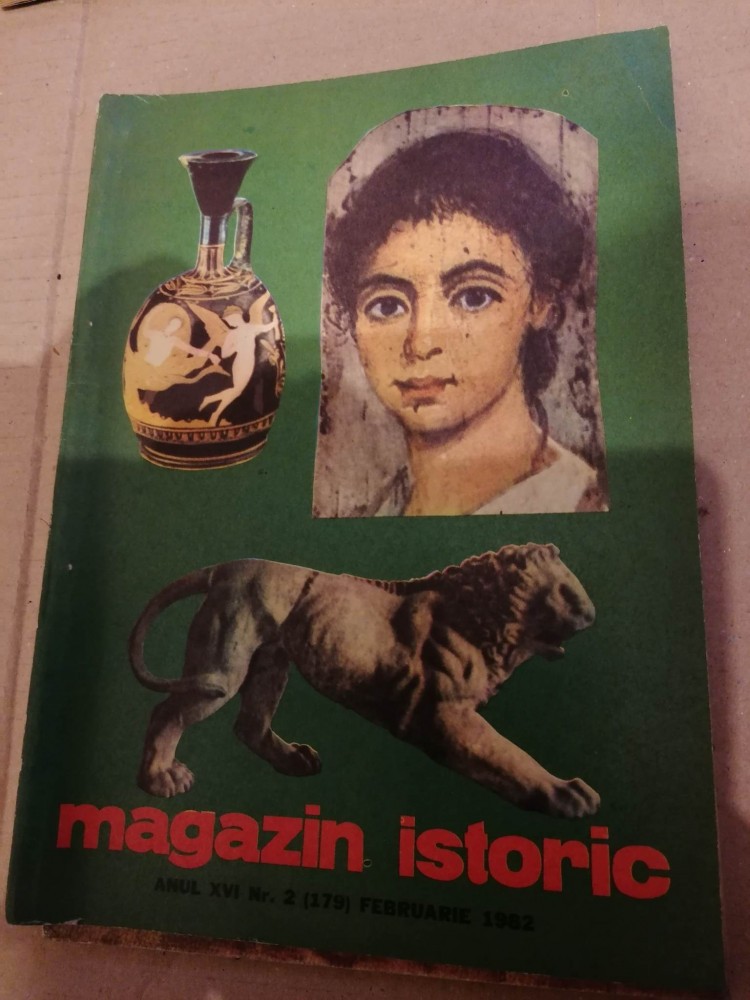 magazin istoric
ANUL XVI Nr. 2 (179) FEBRUARIE 1982